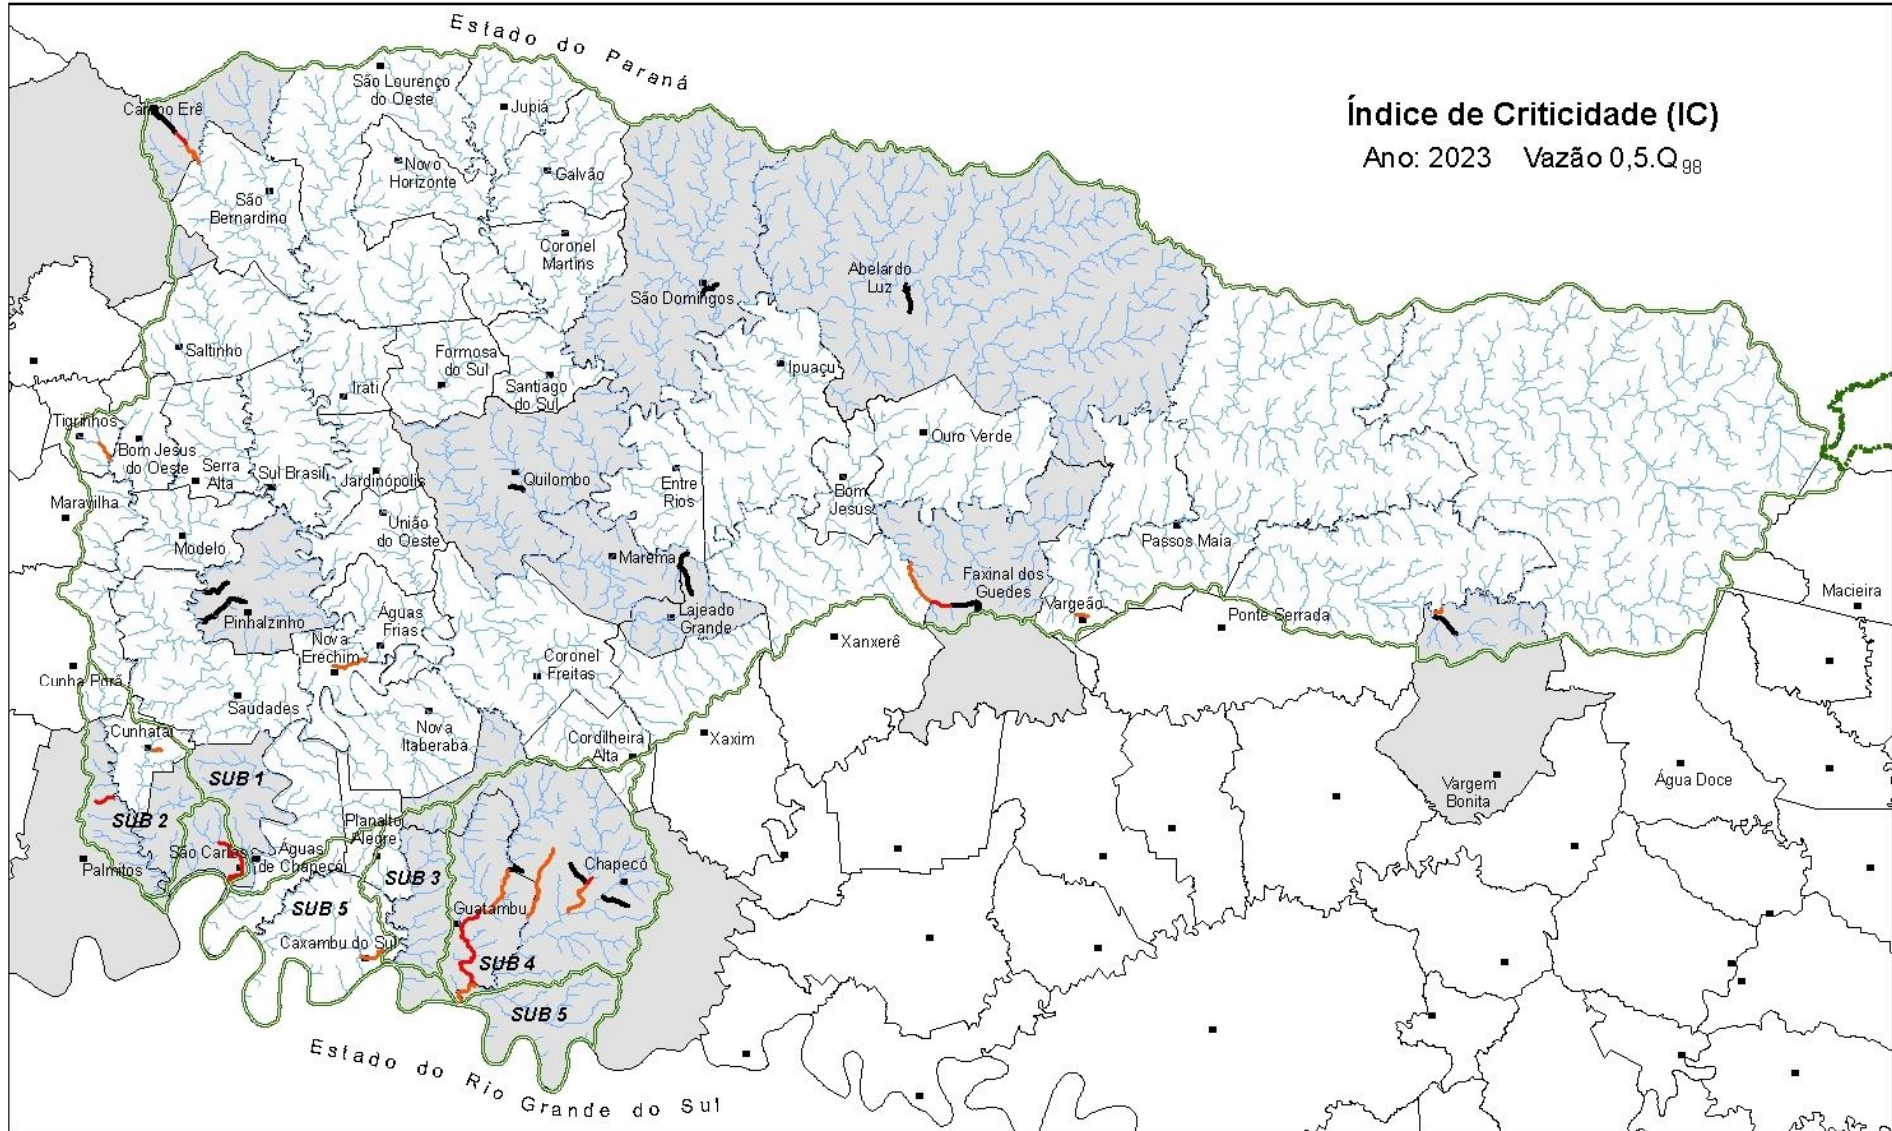 Estado do Paraná
Índice de Criticidade (IC)
Ano: 2023 Vazão 0,5.Q98
Campo Erê
São Lourenço
do Oeste
Jupiá
Novo
Horizonte
Galvão
São
Bernardino
Coronel
Martins
São Domingos
Abelardo
Luz
Saltinho
Formosa
do Sul
Irati
Santiago
do Sul
Ipuaçu
Tigrinhos
Bom Jesus
do Oeste
Serra
Alta
Sul Brasil
Jardinópolis
Quilombo
Entre
Rios
Ouro Verde
Bom
Jesus
Maravilha
União
do Oeste
Modelo
Marema
Passos Maia
Pinhalzinho
Águas
Frias
Nova
Erechim
Lajeado
Grande
Faxinal dos
Guedes
Vargeão
Ponte Serrada
Macieira
Xanxerê
Cunha Porã
Coronel
Freitas
Saudades
Nova
Itaberaba
Cordilheira
Alta
Xaxim
Cunhataí
SUB 1
Vargem
Bonita
Água Doce
SUB 2
Planalto
Alegre
São Carlos
Águas
de Chapecó
Palmitos
SUB 3
Chapecó
SUB 5
Guatambu
Caxambu do Sul
SUB 4
SUB 5
Estado do Rio Grande do Sul